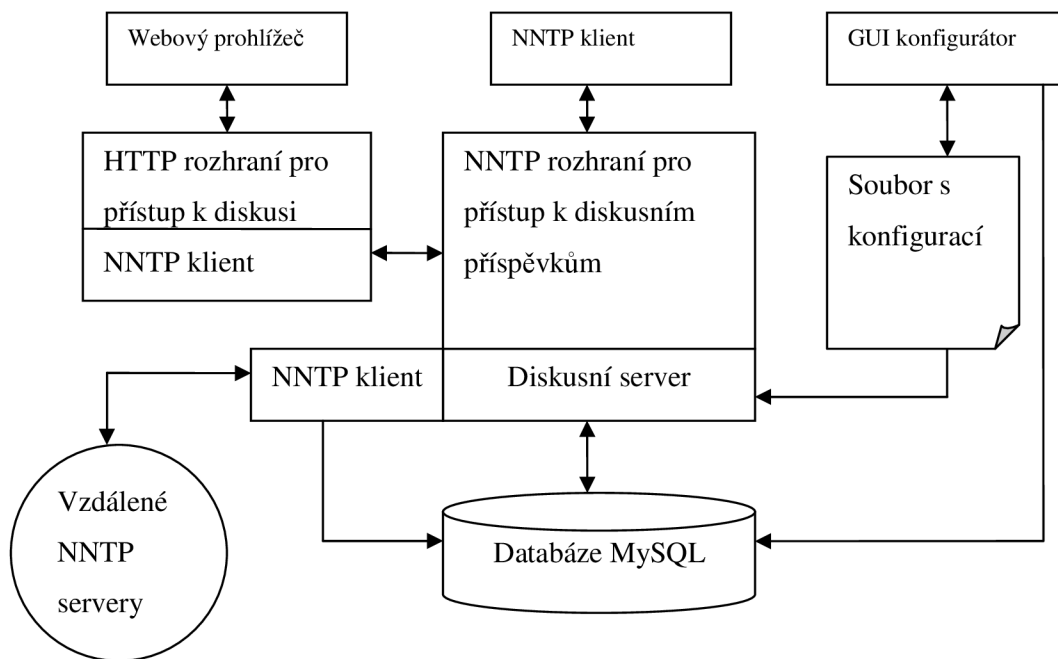 Webový prohlížeč
NNTP klient
GUI konfigurátor
HTTP rozhraní pro
přístup k diskusi
NNTP klient
NNTP rozhraní pro
přístup k diskusním
příspěvkům
Soubor s
konfigurací
NNTP klient
Diskusní server
Vzdálené
NNTP
servery
Databáze MySQL